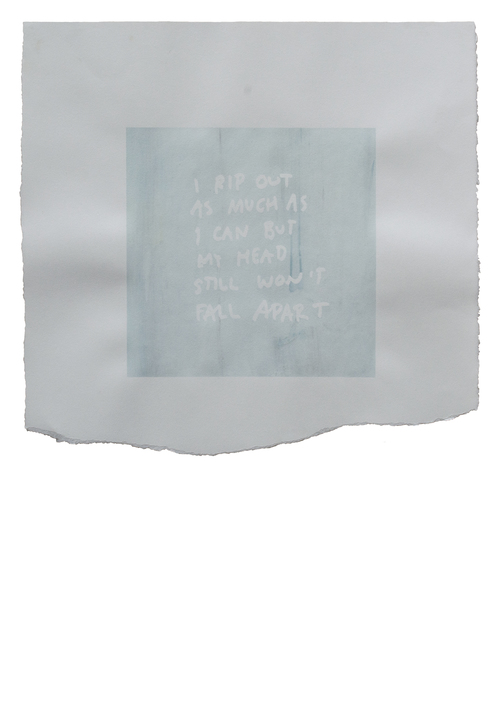 I RIP OUT
AS MUCH AS
I CAN BUT
MY HEAD
STILL WON'T
FALL APART